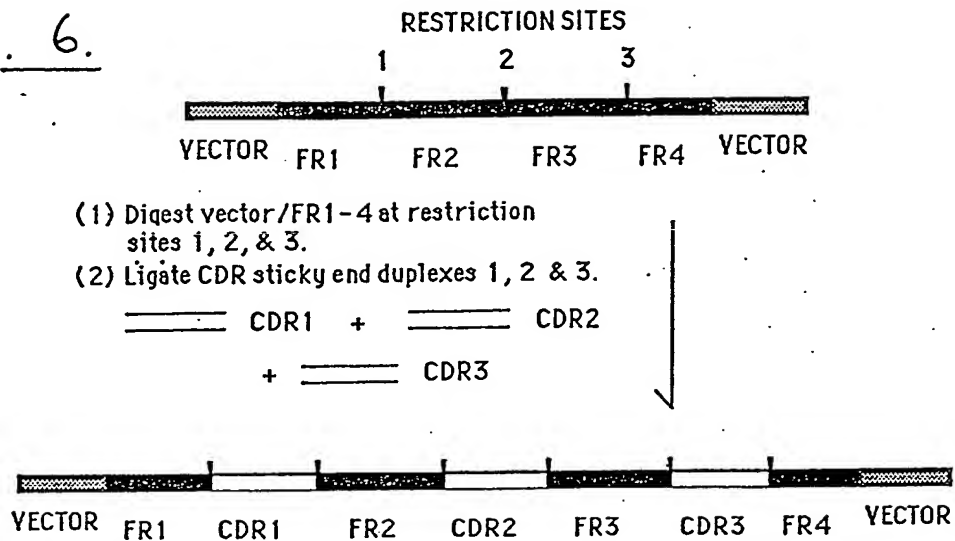 . 6.
RESTRICTION SITES
1 2 3
VECTOR FR1 FR2 FR3 FR4 VECTOR
(1) Digest vector/FR1-4 at restriction
sites 1, 2, & 3.
(2) Ligate CDR sticky end duplexes 1, 2 & 3.
CDR1 + CDR2
+ CDR3
VECTOR FR1 CDR1 FR2 CDR2 FR3 CDR3 FR4 VECTOR